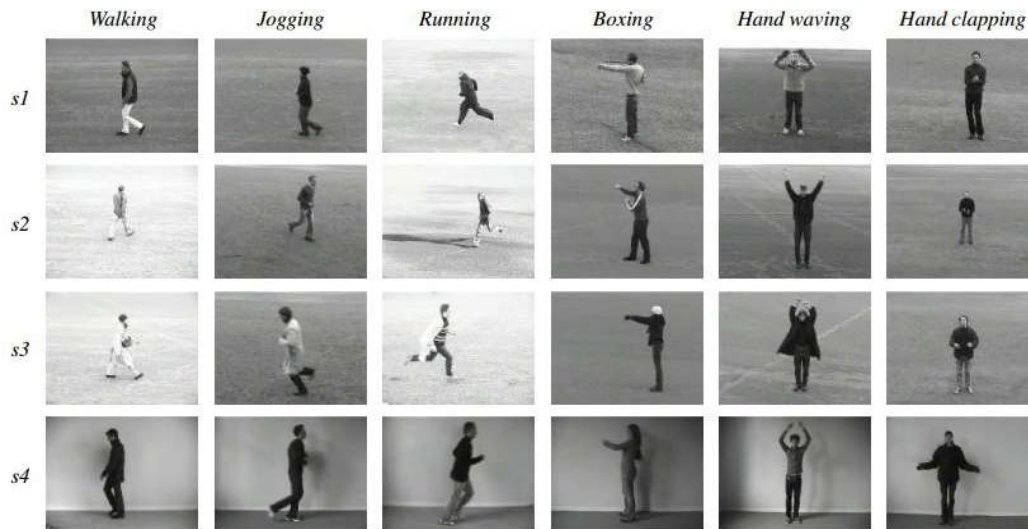 Walking Jogging Running Boxing Hand waving Hand clapping
s1
s2
s3
s4